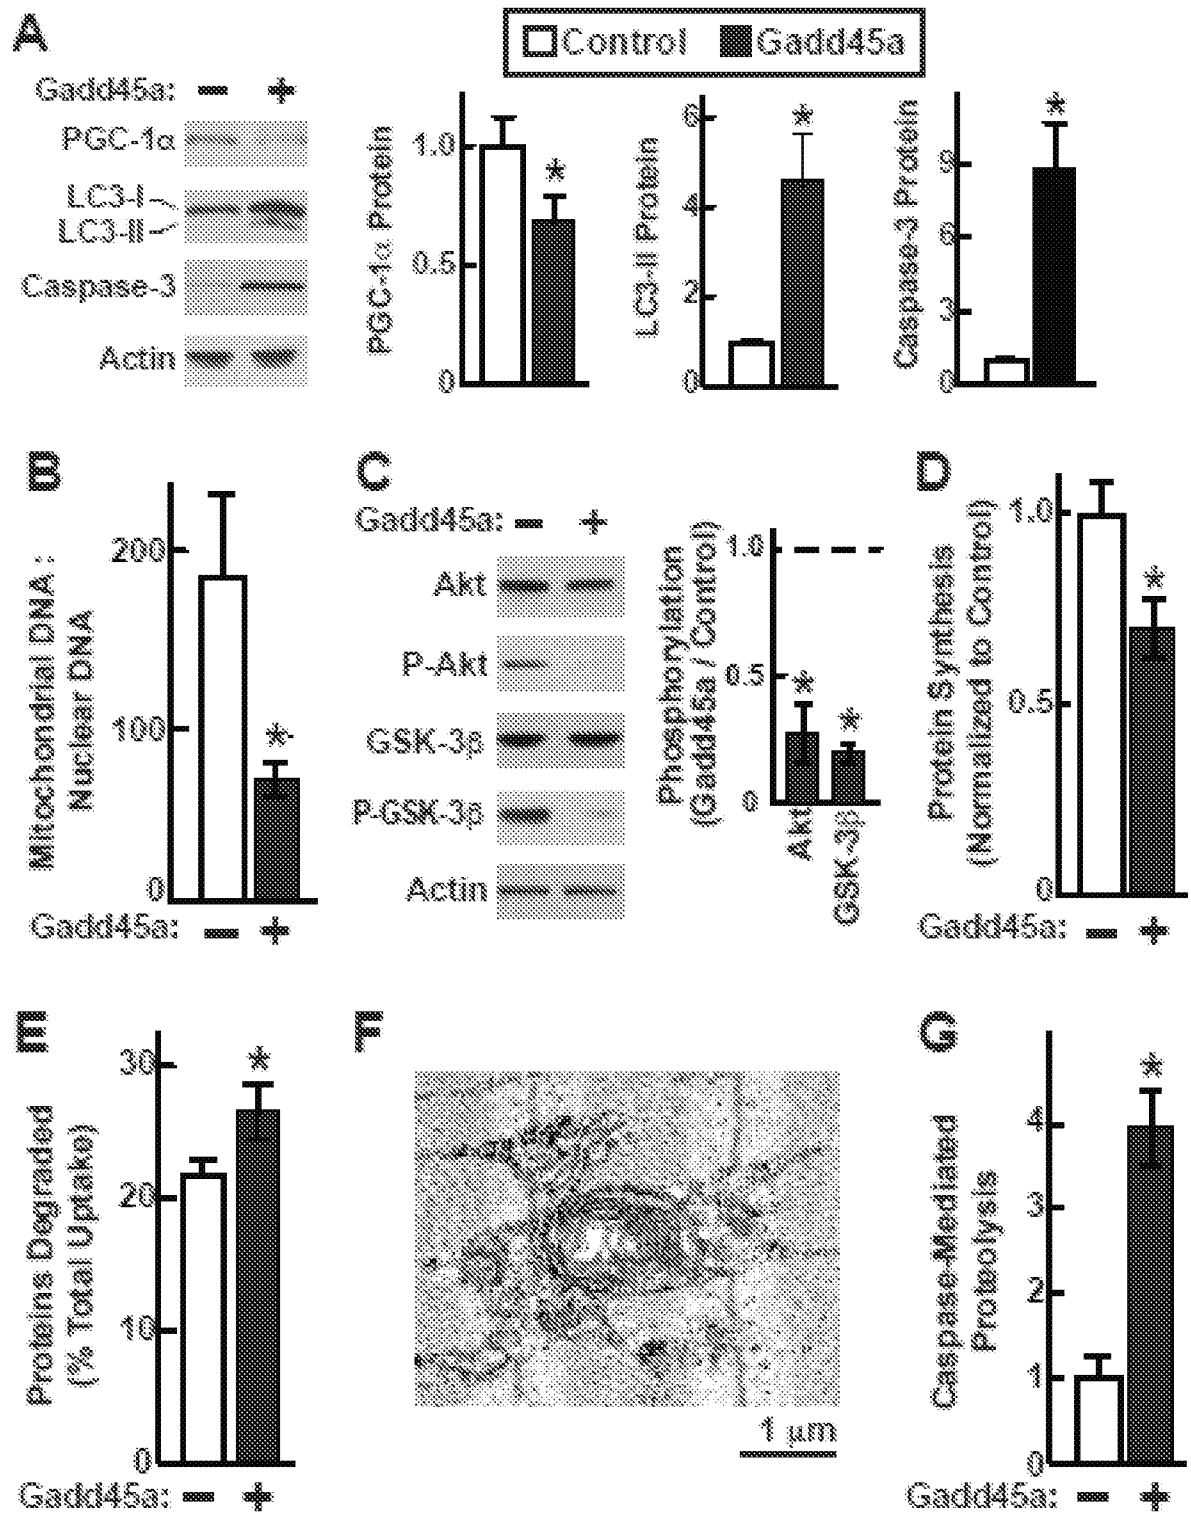 A
Control Gadd45a
Gadd45a: − +
PGC-1α
LC3-I
LC3-II
Caspase-3
Actin
PGC-1α Protein
1.0
0.5
0
*
LC3-II Protein
6
4
2
0
*
Caspase-3 Protein
9
6
3
0
*
B
Mitochondrial DNA :
Nuclear DNA
200
100
0
*
Gadd45a: − +
C
Gadd45a: − +
Akt
P-Akt
GSK-3β
P-GSK-3β
Actin
Phosphorylation
(Gadd45a / Control)
1.0
0.5
0
*
*
Akt
GSK-3β
D
Protein Synthesis
(Normalized to Control)
1.0
0.5
0
*
Gadd45a: − +
E
Proteins Degraded
(% Total Uptake)
30
20
10
0
*
Gadd45a: − +
F
1 μm
G
Caspase-Mediated
Proteolysis
4
3
2
1
0
*
Gadd45a: − +